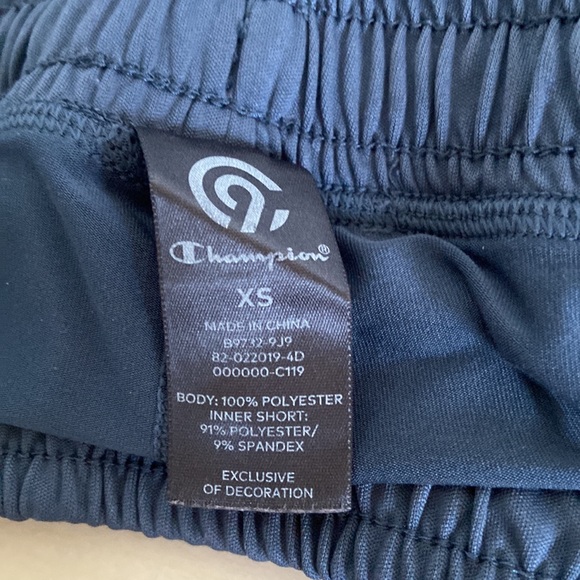 C9
Champion®
XS
MADE IN CHINA
B9732-9J9
82-022019-4D
000000-C119
BODY: 100% POLYESTER
INNER SHORT:
91% POLYESTER/
9% SPANDEX
EXCLUSIVE
OF DECORATION